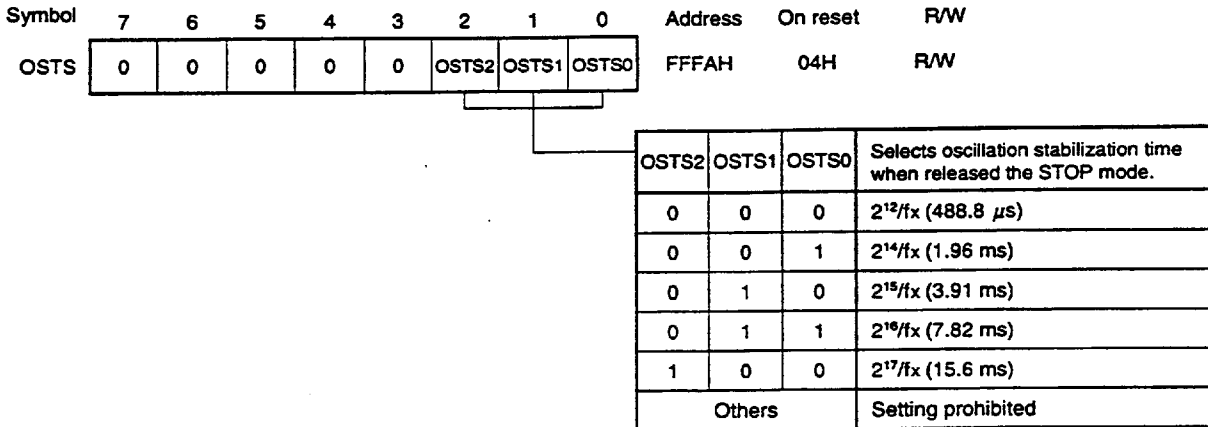 Symbol 7 6 5 4 3 2 1 0 Address On reset R/W
OSTS 0 0 0 0 0 OSTS2 OSTS1 OSTS0 FFFAH 04H R/W
OSTS2 OSTS1 OSTS0 Selects oscillation stabilization time
when released the STOP mode.
0 0 0 2¹²/fx (488.8 µs)
0 0 1 2¹⁴/fx (1.96 ms)
0 1 0 2¹⁵/fx (3.91 ms)
0 1 1 2¹⁶/fx (7.82 ms)
1 0 0 2¹⁷/fx (15.6 ms)
Others Setting prohibited